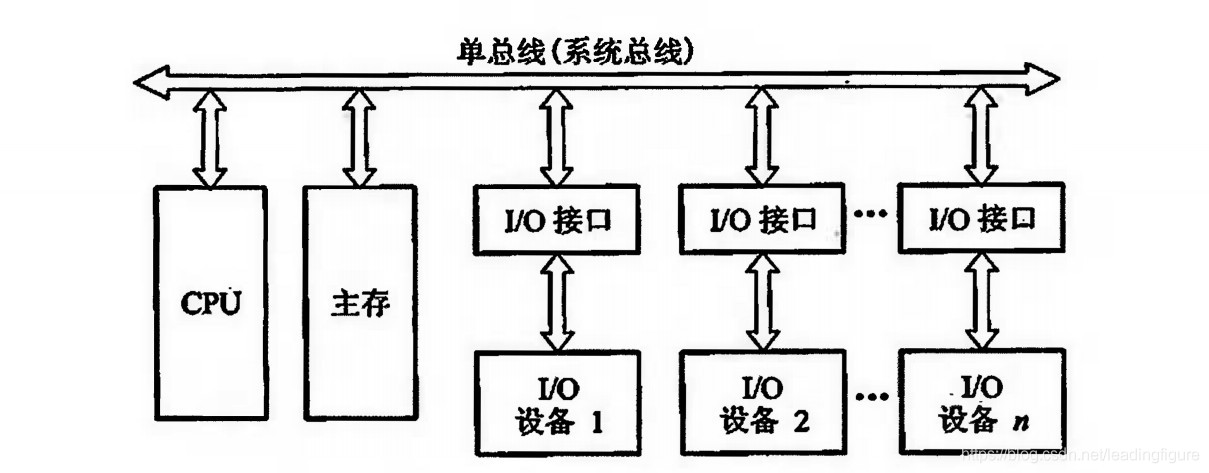 单总线(系统总线)
CPU
主存
I/O 接口
I/O 接口
···
I/O 接口
I/O
设备 1
I/O
设备 2
···
I/O
设备 n
https://blog.csdn.net/leadingfigure